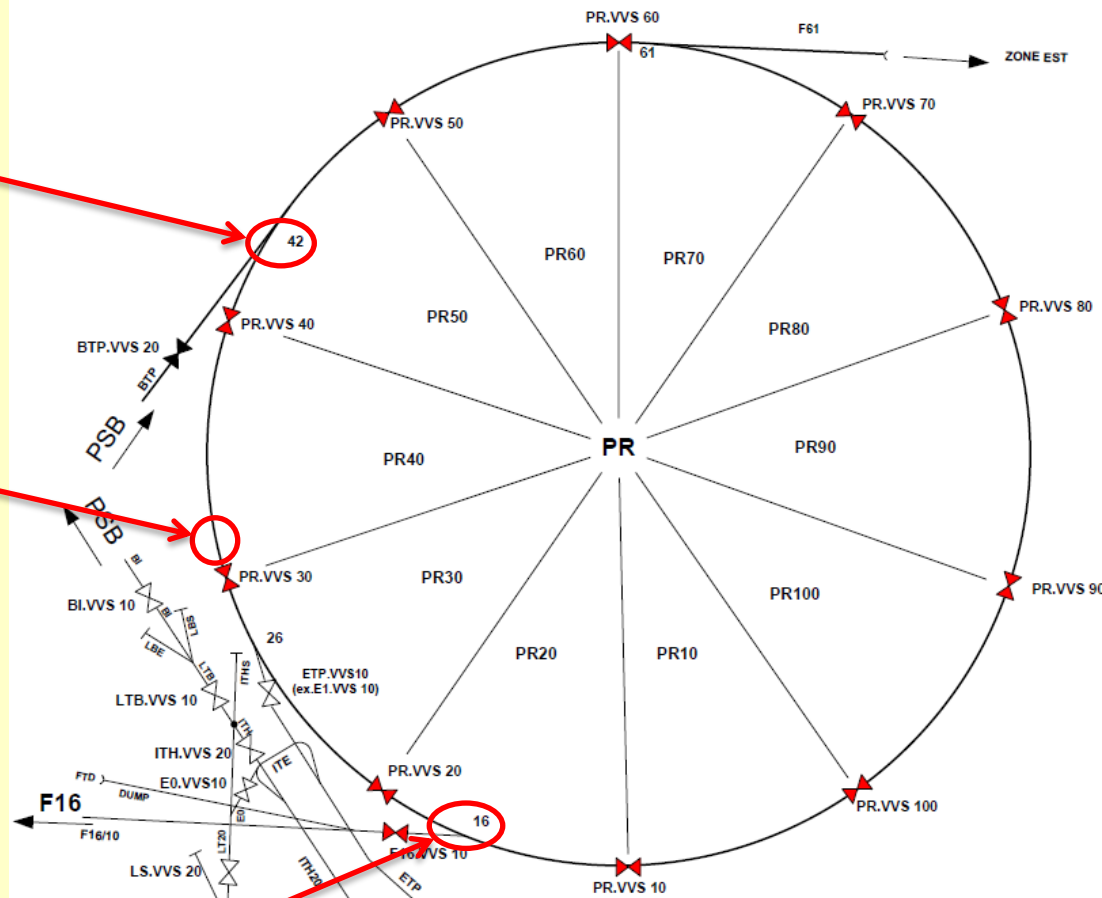 PR.VVS 60
F61
61
ZONE EST
PR.VVS 50
PR.VVS 70
42
PR60
PR70
PR50
PR80
PR.VVS 40
PR.VVS 80
BTP.VVS 20
BTP
PSB
PR
PR40
PR90
PSB
BI
PR.VVS 30
PR30
PR.VVS 90
BI.VVS 10
BI
LBS
PR100
LBE
26
PR20
PR10
LTB
ITHS
ETP.VVS10
(ex.E1.VVS 10)
LTB.VVS 10
ITH
ITH.VVS 20
ITE
PR.VVS 20
FTD
DUMP
E0.VVS10
E0
PR.VVS 100
F16
F16/10
16
F16.VVS 10
LT20
LS.VVS 20
ITH20
ETP
PR.VVS 10